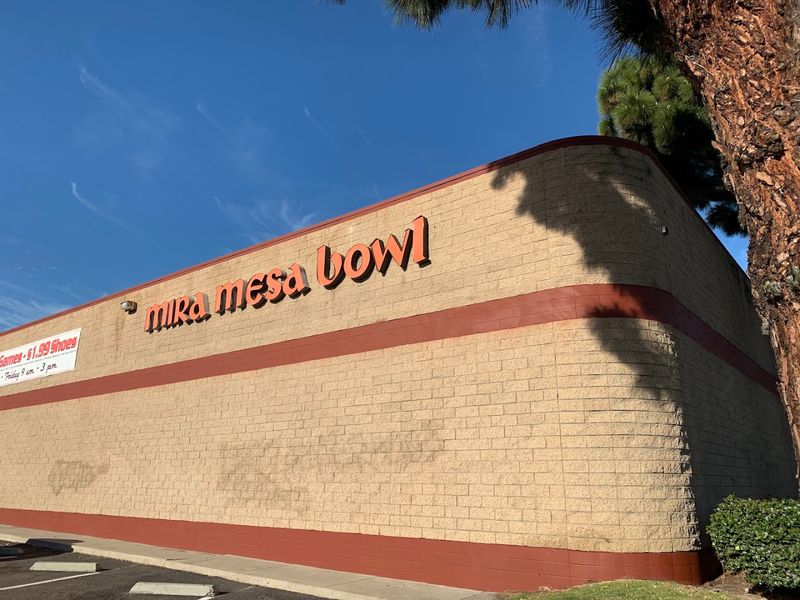 mira mesa bowl
Games - $1.99 Shoes
- Friday 9 am - 3 pm